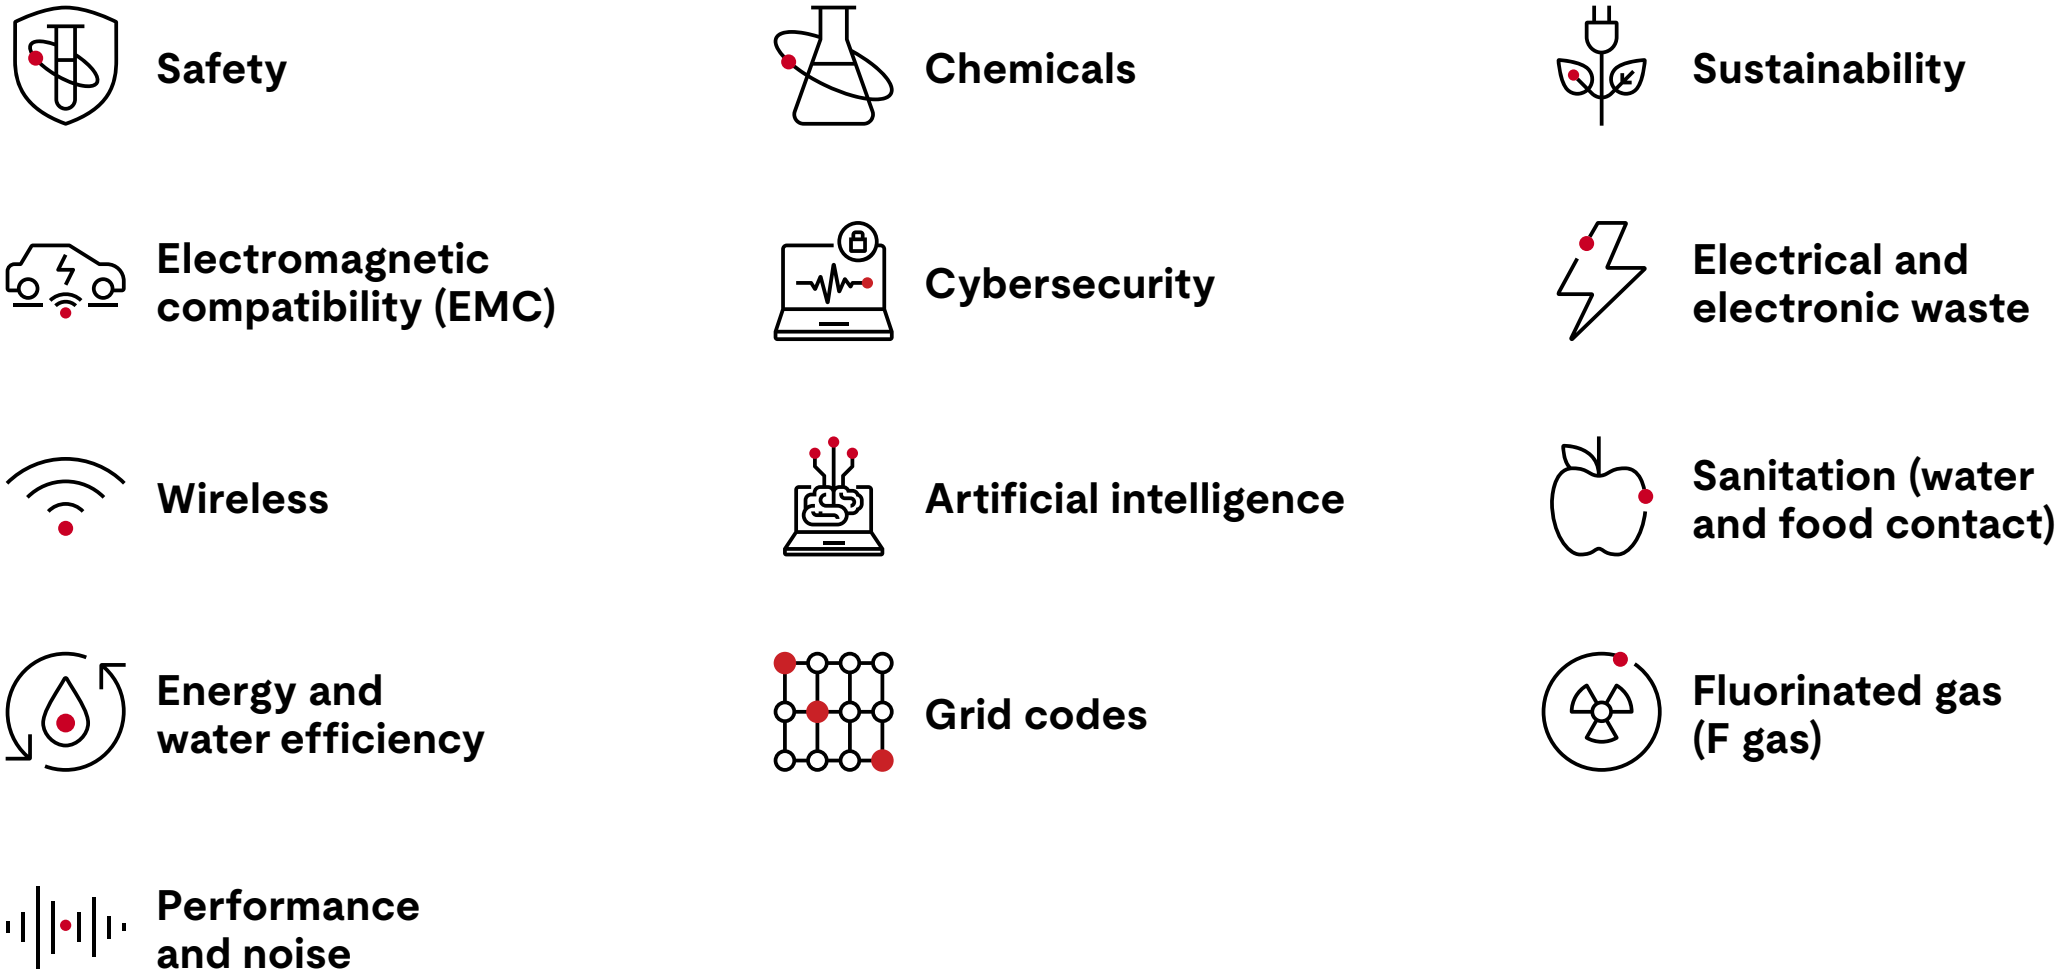 Safety
Chemicals
Sustainability
Electromagnetic
compatibility (EMC)
Cybersecurity
Electrical and
electronic waste
Wireless
Artificial intelligence
Sanitation (water
and food contact)
Energy and
water efficiency
Grid codes
Fluorinated gas
(F gas)
Performance
and noise